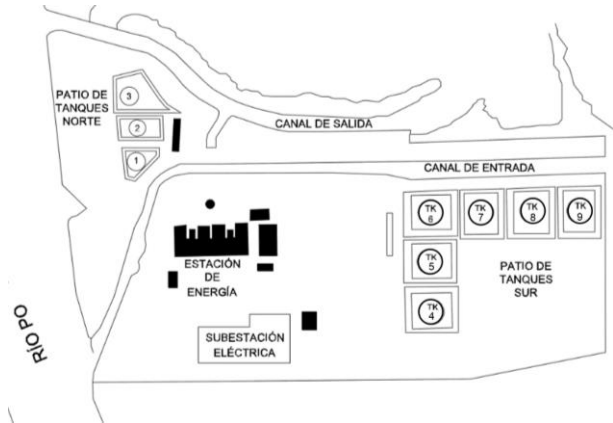 PATIO DE
TANQUES
NORTE
3
2
1
CANAL DE SALIDA
CANAL DE ENTRADA
TK
6
TK
7
TK
8
TK
9
TK
5
TK
4
PATIO DE
TANQUES
SUR
ESTACIÓN
DE
ENERGÍA
SUBESTACIÓN
ELÉCTRICA
RÍO PO